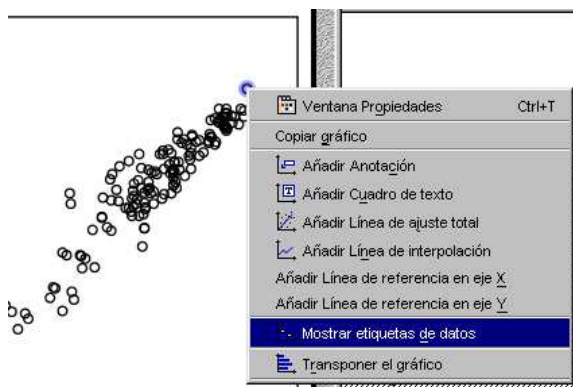 Ventana Propiedades Ctrl+T
Copiar gráfico
Añadir Anotación
Añadir Cuadro de texto
Añadir Línea de ajuste total
Añadir Línea de interpolación
Añadir Línea de referencia en eje X
Añadir Línea de referencia en eje Y
Mostrar etiquetas de datos
Transponer el gráfico